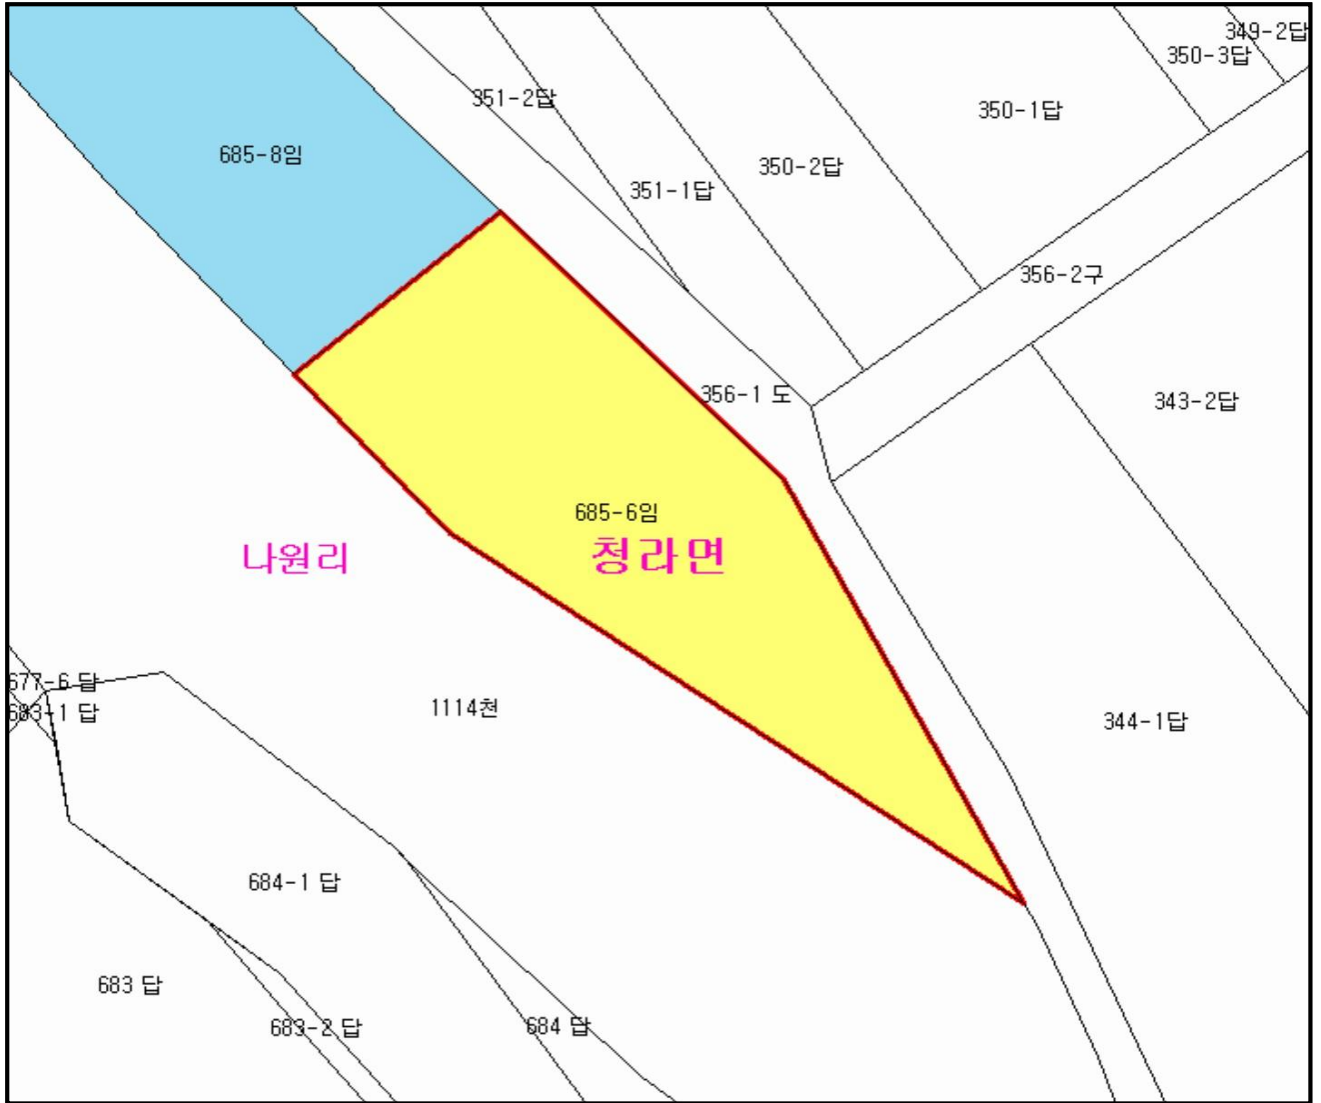 349-2답
350-3답
351-2답
350-1답
685-8임
350-2답
351-1답
356-2구
356-1 도
343-2답
685-6임
나원리
청라면
677-6 답
683-1 답
1114천
344-1답
684-1 답
683 답
683-2 답
684 답